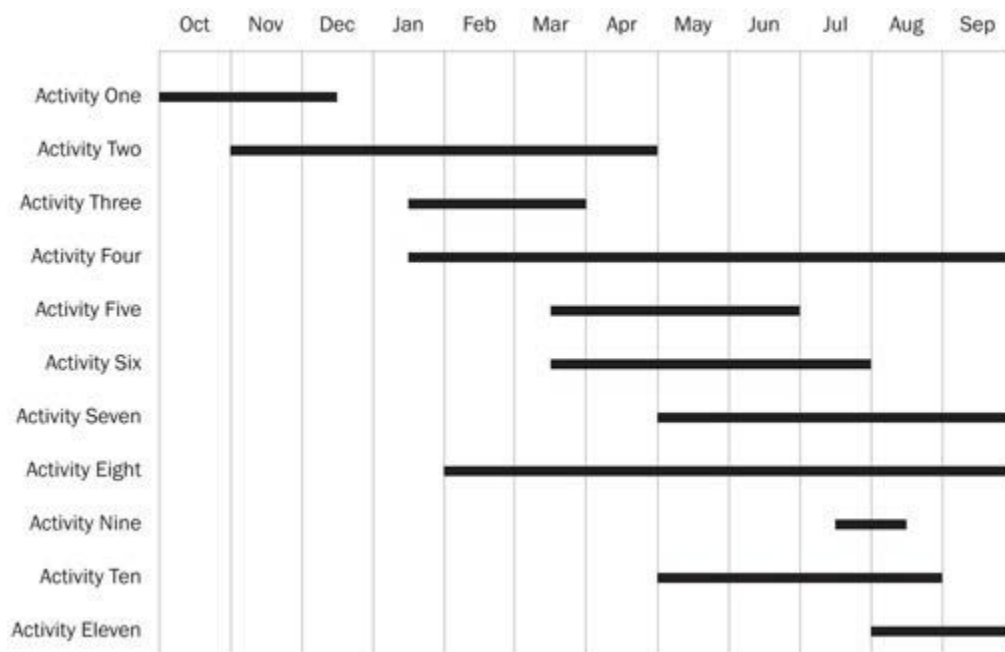 Oct Nov Dec Jan Feb Mar Apr May Jun Jul Aug Sep
Activity One
Activity Two
Activity Three
Activity Four
Activity Five
Activity Six
Activity Seven
Activity Eight
Activity Nine
Activity Ten
Activity Eleven